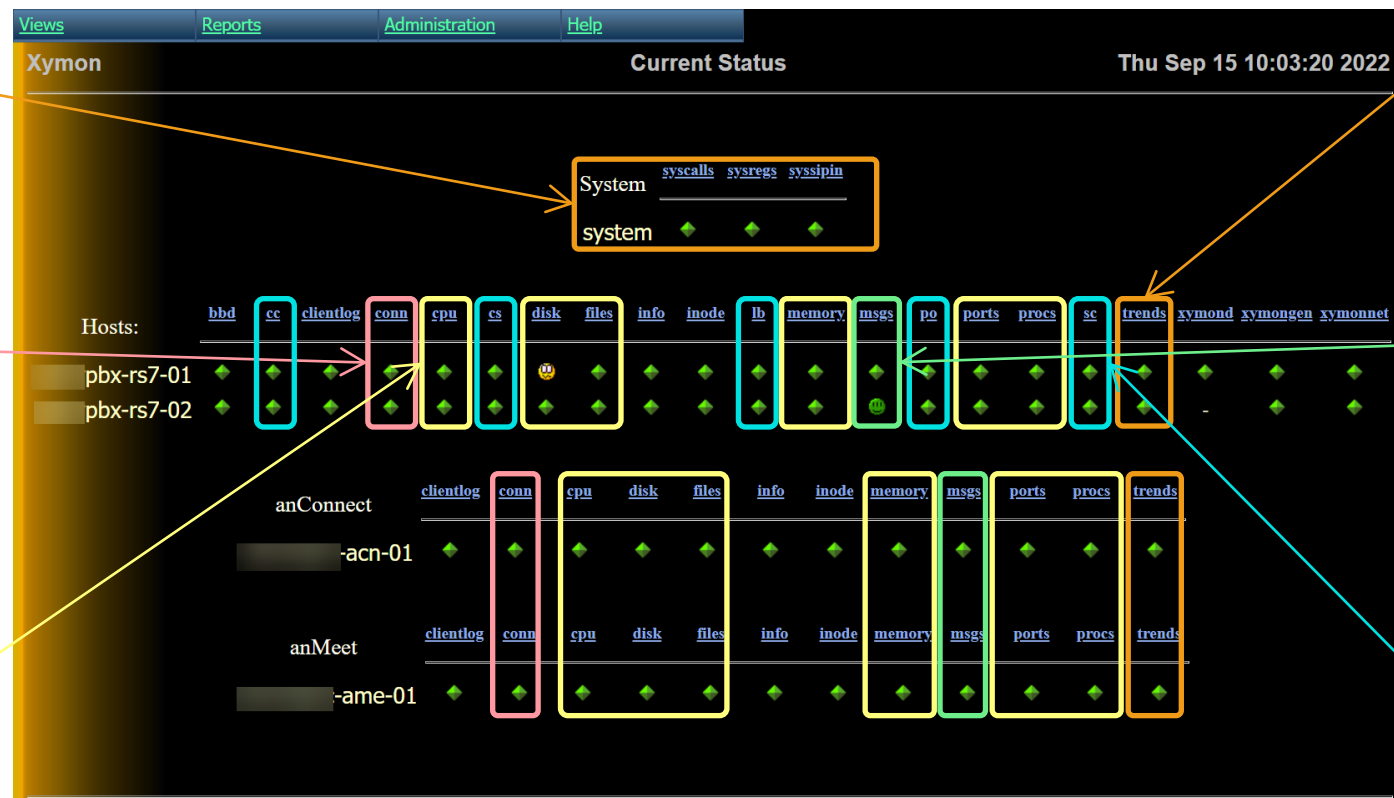 Views Reports Administration Help
Xymon Current Status Thu Sep 15 10:03:20 2022
System syscalls sysregs syssipin
system
Hosts: bbd cc clientlog conn cpu cs disk files info inode lb memory msgs po ports procs sc trends xymond xymongen xymonnet
pbx-rs7-01
pbx-rs7-02 -
anConnect clientlog conn cpu disk files info inode memory msgs ports procs trends
-acn-01
anMeet clientlog conn cpu disk files info inode memory msgs ports procs trends
-ame-01